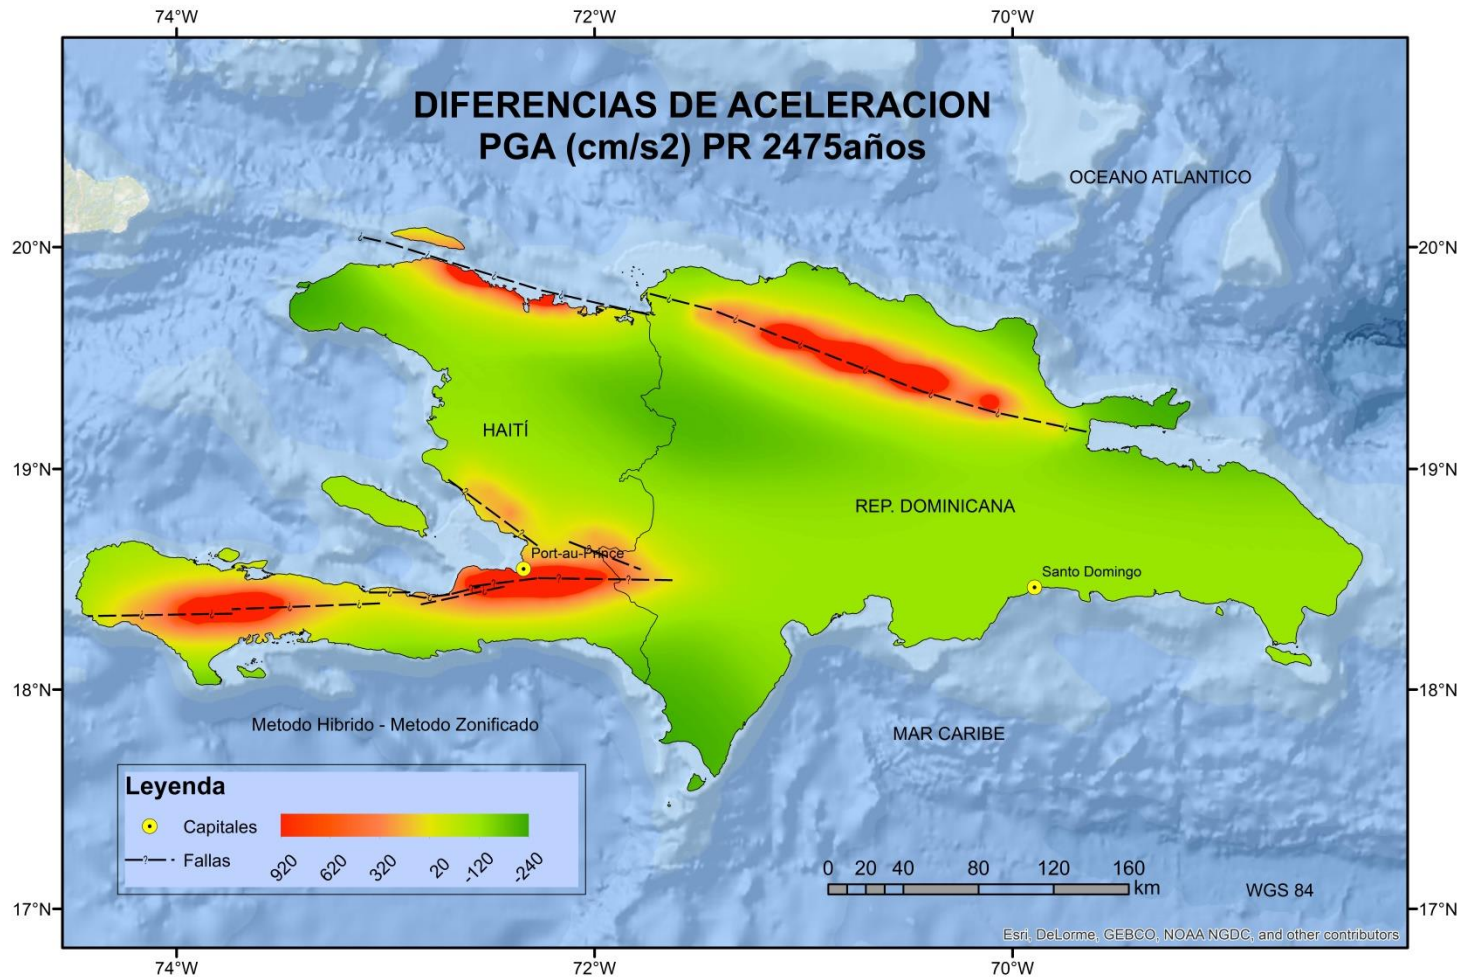 74°W
72°W
70°W
DIFERENCIAS DE ACELERACION
PGA (cm/s2) PR 2475años
OCEANO ATLANTICO
20°N
20°N
HAITÍ
19°N
19°N
REP. DOMINICANA
Port-au-Prince
Santo Domingo
18°N
18°N
Metodo Hibrido - Metodo Zonificado
MAR CARIBE
Leyenda
Capitales
Fallas
920
620
320
20
-120
-240
0 20 40 80 120 160
km
WGS 84
17°N
17°N
Esri, DeLorme, GEBCO, NOAA NGDC, and other contributors
74°W
72°W
70°W